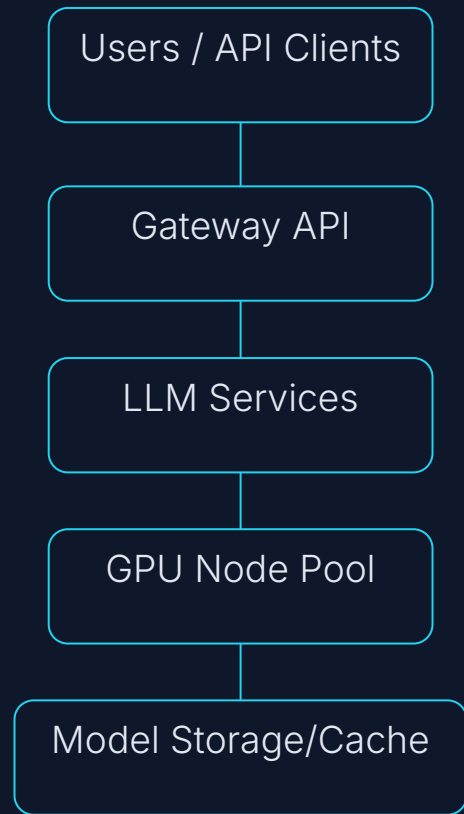 Users / API Clients
Gateway API
LLM Services
GPU Node Pool
Model Storage/Cache